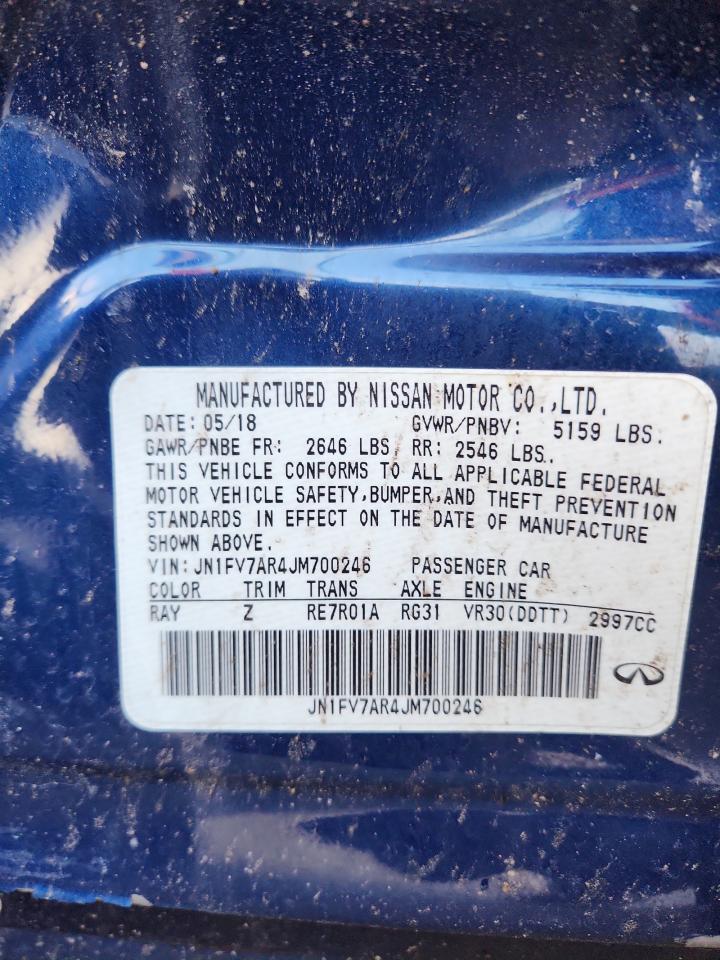 MANUFACTURED BY NISSAN MOTOR CO.,LTD.
DATE: 05/18 GVWR/PNBV: 5159 LBS.
GAWR/PNBE FR: 2646 LBS RR: 2546 LBS.
THIS VEHICLE CONFORMS TO ALL APPLICABLE FEDERAL
MOTOR VEHICLE SAFETY,BUMPER,AND THEFT PREVENTION
STANDARDS IN EFFECT ON THE DATE OF MANUFACTURE
SHOWN ABOVE.
VIN: JN1FV7AR4JM700246 PASSENGER CAR
COLOR TRIM TRANS AXLE ENGINE
RAY Z RE7R01A RG31 VR30(DDTT) 2997CC
JN1FV7AR4JM700246